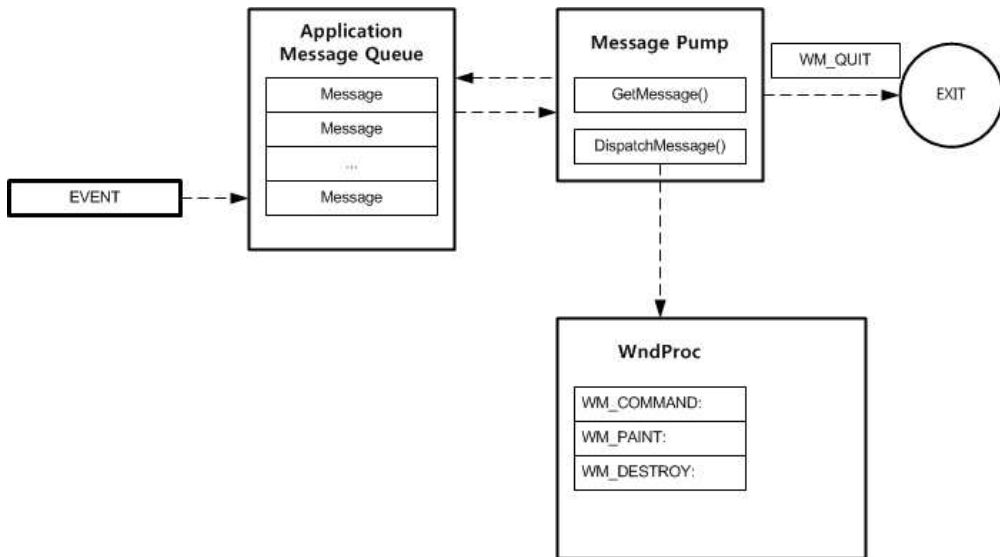 Application
Message Queue
Message
Message
...
Message
EVENT
Message Pump
GetMessage()
DispatchMessage()
WM_QUIT
EXIT
WndProc
WM_COMMAND:
WM_PAINT:
WM_DESTROY: